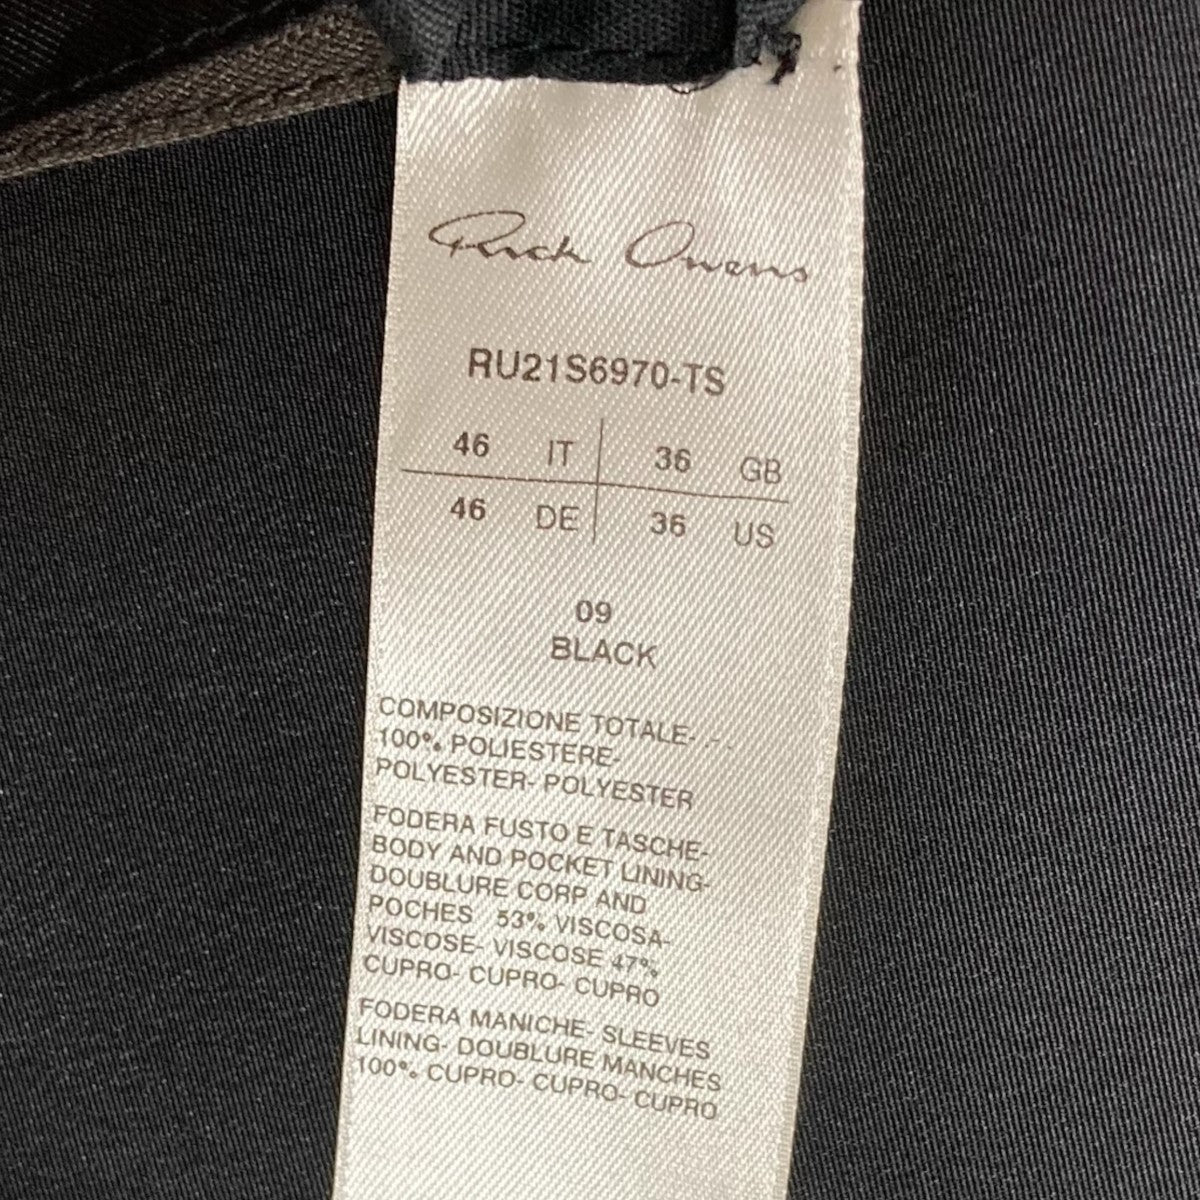 Rick Owens
RU21S6970-TS
46 IT 36 GB
46 DE 36 US
09
BLACK
COMPOSIZIONE TOTALE- .- .
100% POLIESTERE-
POLYESTER- POLYESTER
FODERA FUSTO E TASCHE-
BODY AND POCKET LINING-
DOUBLURE CORP AND
POCHES 53% VISCOSA-
VISCOSE- VISCOSE 47%
CUPRO- CUPRO- CUPRO
FODERA MANICHE- SLEEVES
LINING- DOUBLURE MANCHES
100% CUPRO- CUPRO- CUPRO